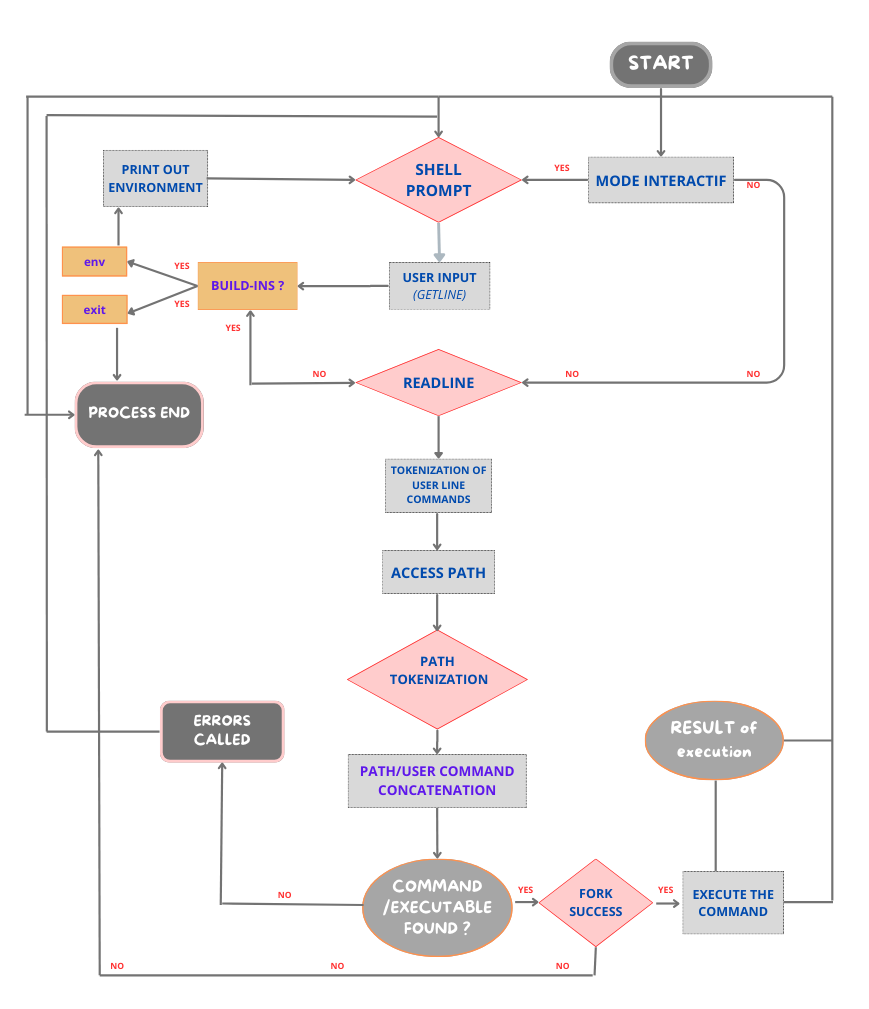 START
PRINT OUT
ENVIRONMENT
SHELL
PROMPT
YES
MODE INTERACTIF
NO
env
YES
BUILD-INS ?
USER INPUT
(GETLINE)
exit
YES
YES
NO
READLINE
NO
NO
PROCESS END
TOKENIZATION OF
USER LINE
COMMANDS
ACCESS PATH
PATH
TOKENIZATION
ERRORS
CALLED
RESULT of
execution
PATH/USER COMMAND
CONCATENATION
NO
COMMAND
/EXECUTABLE
FOUND ?
YES
FORK
SUCCESS
YES
EXECUTE THE
COMMAND
NO
NO
NO